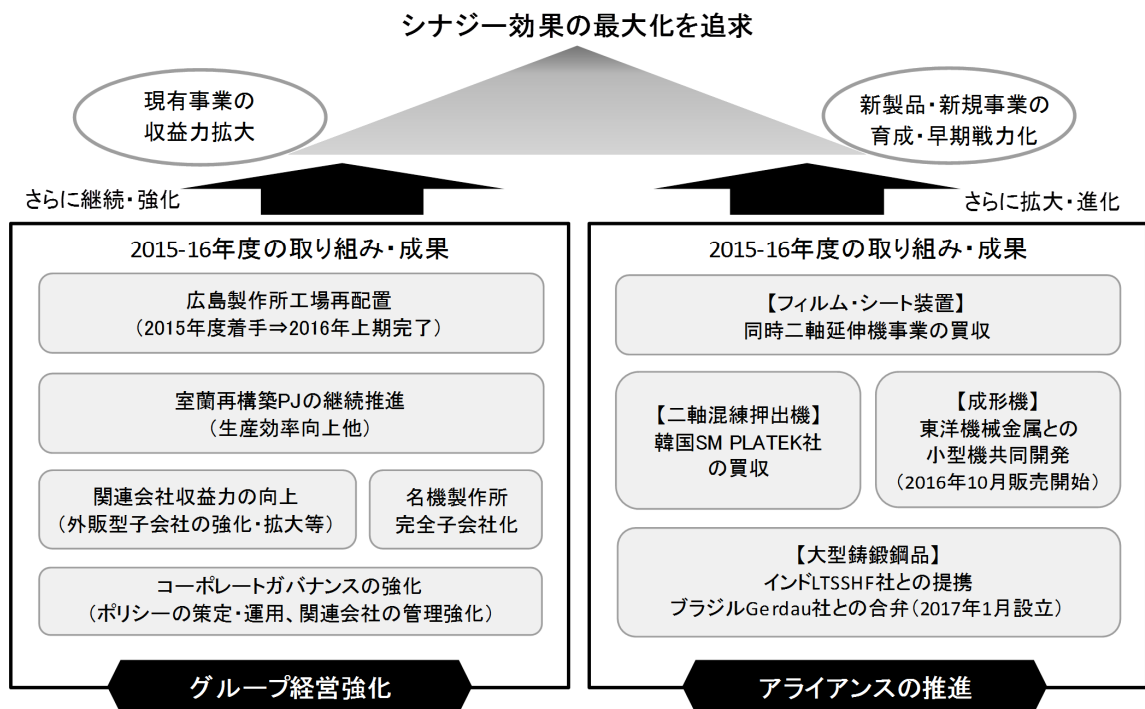 シナジー効果の最大化を追求
現有事業の
収益力拡大
新製品・新規事業の
育成・早期戦力化
さらに継続・強化
さらに拡大・進化
2015-16年度の取り組み・成果
広島製作所工場再配置
（2015年度着手⇒2016年上期完了）
室蘭再構築PJの継続推進
（生産効率向上他）
関連会社収益力の向上
（外販型子会社の強化・拡大等）
名機製作所
完全子会社化
コーポレートガバナンスの強化
（ポリシーの策定・運用、関連会社の管理強化）
グループ経営強化
2015-16年度の取り組み・成果
【フィルム・シート装置】
同時二軸延伸機事業の買収
【二軸混練押出機】
韓国SM PLATEK社
の買収
【成形機】
東洋機械金属との
小型機共同開発
（2016年10月販売開始）
【大型鋳鍛鋼品】
インドLTSSHF社との提携
ブラジルGerdau社との合弁（2017年1月設立）
アライアンスの推進